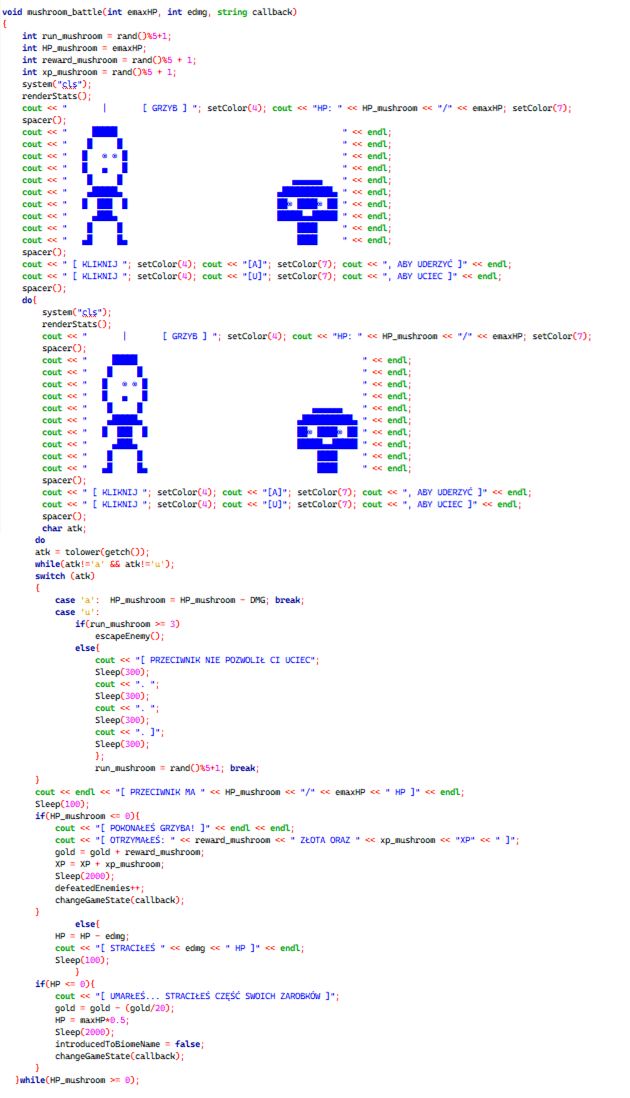 void mushroom_battle(int emaxHP, int edmg, string callback)
{
    int run_mushroom = rand()%5+1;
    int HP_mushroom = emaxHP;
    int reward_mushroom = rand()%5 + 1;
    int xp_mushroom = rand()%5 + 1;
    system("cls");
    renderStats();
    cout << "       |       [ GRZYB ] "; setColor(4); cout << "HP: " << HP_mushroom << "/" << emaxHP; setColor(7);
    spacer();
    cout << "     █████                                             " << endl;
    cout << "    █     █                                            " << endl;
    cout << "   █   ⊙ ⊙ █                                           " << endl;
    cout << "   █   ▄   █                                           " << endl;
    cout << "    █     █                                  ▄▄▄▄▄▄    " << endl;
    cout << "    ▄█████▄                               ▄██████████▄ " << endl;
    cout << "   █  ███  █                              ██⊙ ████⊙ ██ " << endl;
    cout << "     ▄███▄                                █████▄▄█████ " << endl;
    cout << "    █     █                                   ████     " << endl;
    cout << "   ▄█     █▄                                  ████     " << endl;
    spacer();
    cout << " [ KLIKNIJ "; setColor(4); cout << "[A]"; setColor(7); cout << ", ABY UDERZYĆ ]" << endl;
    cout << " [ KLIKNIJ "; setColor(4); cout << "[U]"; setColor(7); cout << ", ABY UCIEC ]" << endl;
    spacer();
    do{
        system("cls");
        renderStats();
        cout << "       |       [ GRZYB ] "; setColor(4); cout << "HP: " << HP_mushroom << "/" << emaxHP; setColor(7);
        spacer();
        cout << "     █████                                             " << endl;
        cout << "    █     █                                            " << endl;
        cout << "   █   ⊙ ⊙ █                                           " << endl;
        cout << "   █   ▄   █                                           " << endl;
        cout << "    █     █                                  ▄▄▄▄▄▄    " << endl;
        cout << "    ▄█████▄                               ▄██████████▄ " << endl;
        cout << "   █  ███  █                              ██⊙ ████⊙ ██ " << endl;
        cout << "     ▄███▄                                █████▄▄█████ " << endl;
        cout << "    █     █                                   ████     " << endl;
        cout << "   ▄█     █▄                                  ████     " << endl;
        spacer();
        cout << " [ KLIKNIJ "; setColor(4); cout << "[A]"; setColor(7); cout << ", ABY UDERZYĆ ]" << endl;
        cout << " [ KLIKNIJ "; setColor(4); cout << "[U]"; setColor(7); cout << ", ABY UCIEC ]" << endl;
        spacer();
        char atk;
       do
       atk = tolower(getch());
       while(atk!='a' && atk!='u');
       switch (atk)
       {
           case 'a':  HP_mushroom = HP_mushroom - DMG; break;
           case 'u':
               if(run_mushroom >= 3)
                   escapeEnemy();
               else{
                   cout << "[ PRZECIWNIK NIE POZWOLIŁ CI UCIEC";
                   Sleep(300);
                   cout << ". ";
                   Sleep(300);
                   cout << ". ";
                   Sleep(300);
                   cout << ". ]";
                   Sleep(300);
                   };
                   run_mushroom = rand()%5+1; break;
       }
       cout << endl << "[ PRZECIWNIK MA " << HP_mushroom << "/" << emaxHP << " HP ]" << endl;
       Sleep(100);
       if(HP_mushroom <= 0){
           cout << "[ POKONAŁEŚ GRZYBA! ]" << endl << endl;
           cout << "[ OTRZYMAŁEŚ: " << reward_mushroom << " ZŁOTA ORAZ " << xp_mushroom << "XP" << " ]";
           gold = gold + reward_mushroom;
           XP = XP + xp_mushroom;
           Sleep(2000);
           defeatedEnemies++;
           changeGameState(callback);
       }
               else{
           HP = HP - edmg;
           cout << "[ STRACIŁEŚ " << edmg << " HP ]" << endl;
           Sleep(100);
               }
       if(HP <= 0){
           cout << "[ UMARŁEŚ... STRACIŁEŚ CZĘŚĆ SWOICH ZAROBKÓW ]";
           gold = gold - (gold/20);
           HP = maxHP*0.5;
           Sleep(2000);
           introducedToBiomeName = false;
           changeGameState(callback);
       }
   }while(HP_mushroom >= 0);